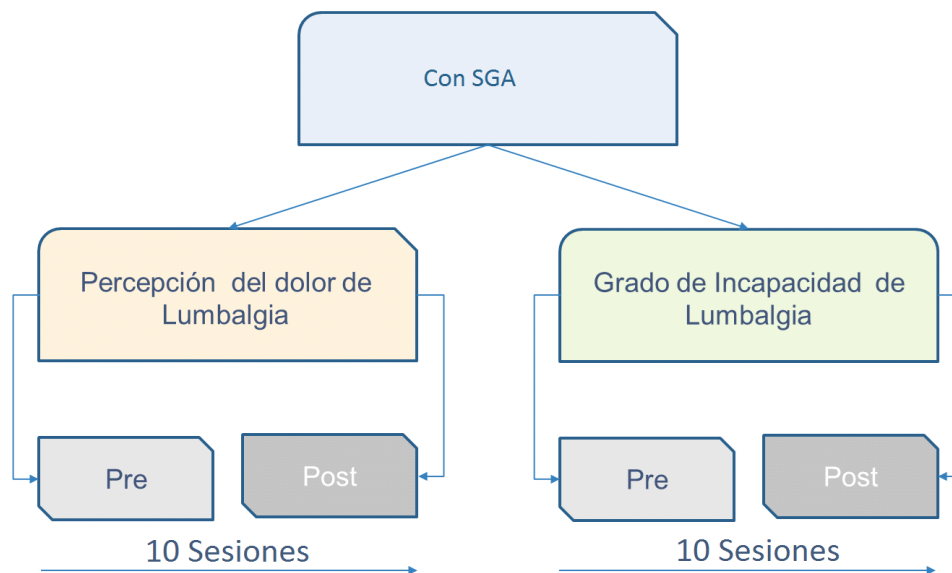 Con SGA
Percepción del dolor de
Lumbalgia
Grado de Incapacidad de
Lumbalgia
Pre
Post
Pre
Post
10 Sesiones
10 Sesiones